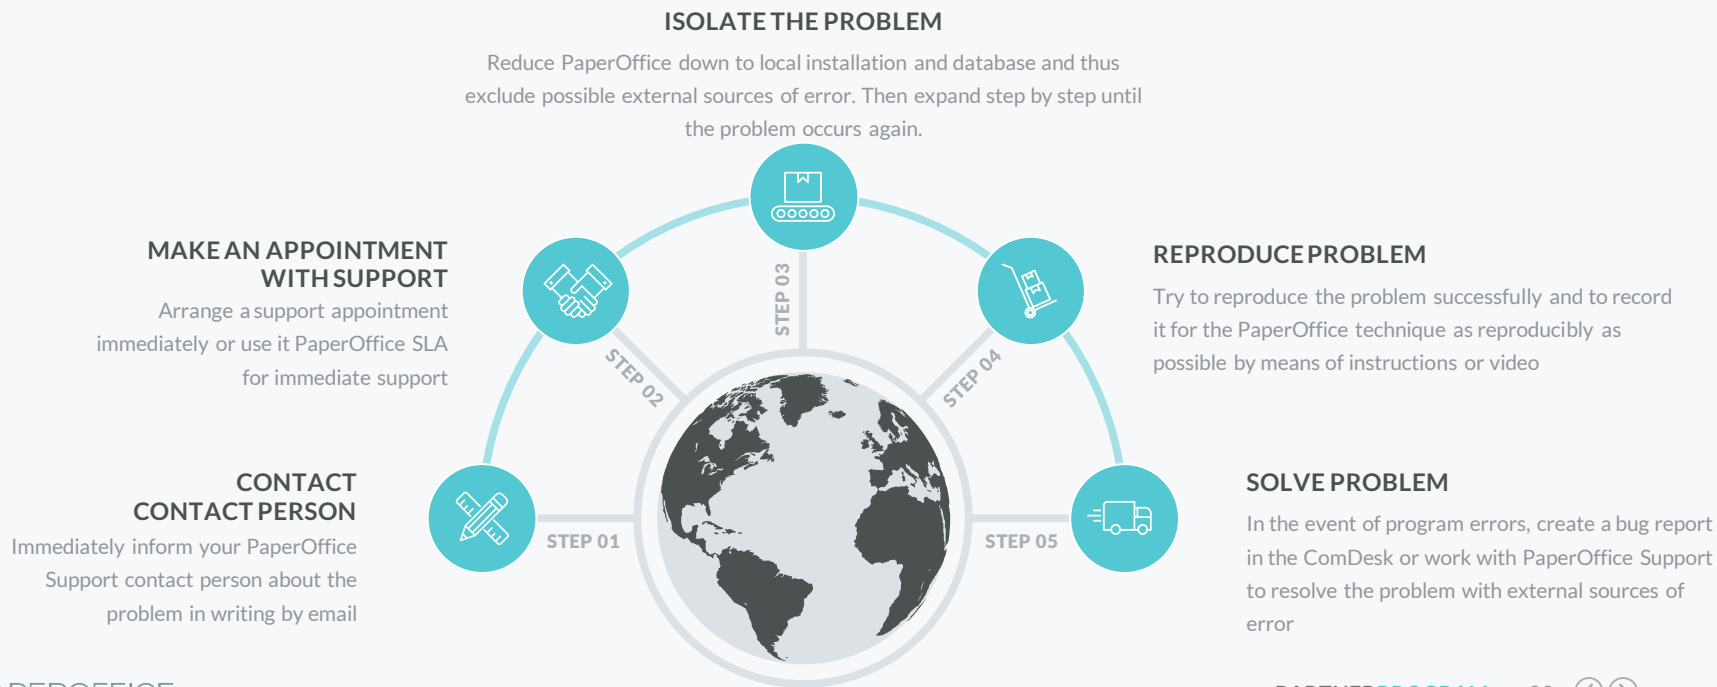 ISOLATE THE PROBLEM
Reduce PaperOffice down to local installation and database and thus
exclude possible external sources of error. Then expand step by step until
the problem occurs again.
MAKE AN APPOINTMENT
WITH SUPPORT
Arrange a support appointment
immediately or use it PaperOffice SLA
for immediate support
CONTACT
CONTACT PERSON
Immediately inform your PaperOffice
Support contact person about the
problem in writing by email
STEP 01
STEP 02
STEP 03
STEP 04
STEP 05
REPRODUCE PROBLEM
Try to reproduce the problem successfully and to record
it for the PaperOffice technique as reproducibly as
possible by means of instructions or video
SOLVE PROBLEM
In the event of program errors, create a bug report
in the ComDesk or work with PaperOffice Support
to resolve the problem with external sources of
error